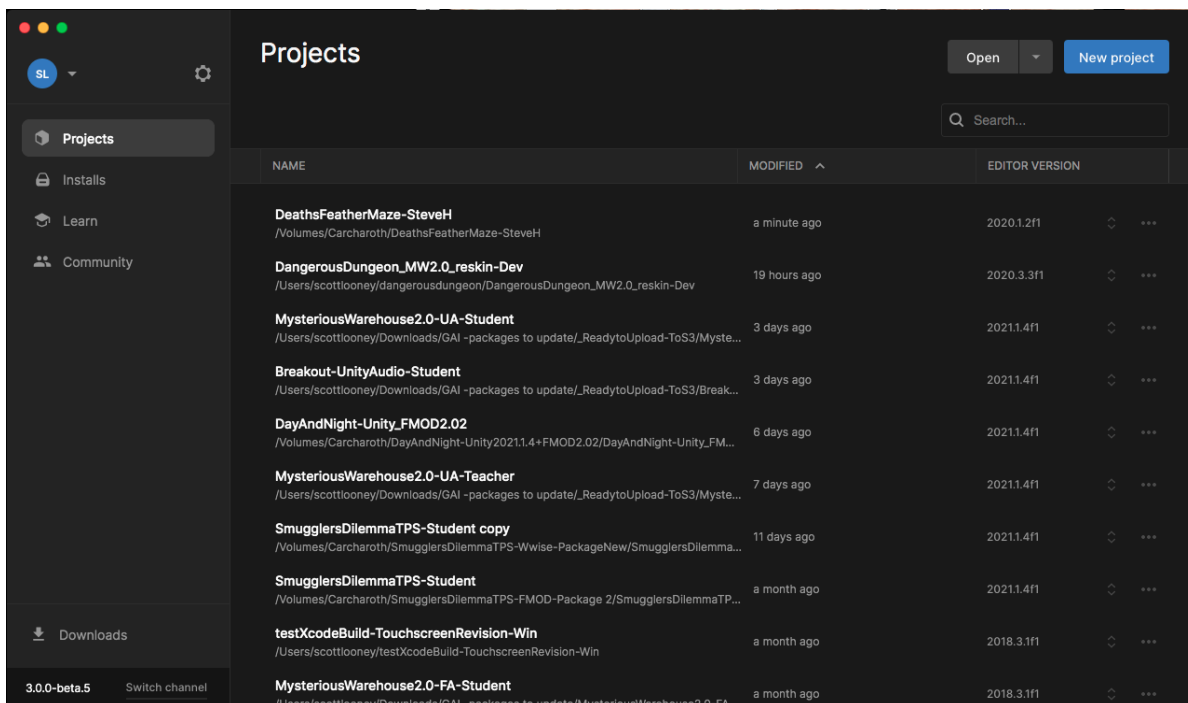 SL
Projects
Installs
Learn
Community
Downloads
3.0.0-beta.5 Switch channel
Projects
Open
New project
Search...
NAME MODIFIED EDITOR VERSION
DeathsFeatherMaze-SteveH
/Volumes/Carcharoth/DeathsFeatherMaze-SteveH
a minute ago 2020.1.2f1
DangerousDungeon_MW2.0_reskin-Dev
/Users/scottlooney/dangerousdungeon/DangerousDungeon_MW2.0_reskin-Dev
19 hours ago 2020.3.3f1
MysteriousWarehouse2.0-UA-Student
/Users/scottlooney/Downloads/GAI -packages to update/_ReadytoUpload-ToS3/Myste...
3 days ago 2021.1.4f1
Breakout-UnityAudio-Student
/Users/scottlooney/Downloads/GAI -packages to update/_ReadytoUpload-ToS3/Break...
3 days ago 2021.1.4f1
DayAndNight-Unity_FMOD2.02
/Volumes/Carcharoth/DayAndNight-Unity2021.1.4+FMOD2.02/DayAndNight-Unity_FM...
6 days ago 2021.1.4f1
MysteriousWarehouse2.0-UA-Teacher
/Users/scottlooney/Downloads/GAI -packages to update/_ReadytoUpload-ToS3/Myste...
7 days ago 2021.1.4f1
SmugglersDilemmaTPS-Student copy
/Volumes/Carcharoth/SmugglersDilemmaTPS-Wwise-PackageNew/SmugglersDilemma...
11 days ago 2021.1.4f1
SmugglersDilemmaTPS-Student
/Volumes/Carcharoth/SmugglersDilemmaTPS-FMOD-Package 2/SmugglersDilemmaTP...
a month ago 2021.1.4f1
testXcodeBuild-TouchscreenRevision-Win
/Users/scottlooney/testXcodeBuild-TouchscreenRevision-Win
a month ago 2018.3.1f1
MysteriousWarehouse2.0-FA-Student
a month ago 2018.3.1f1